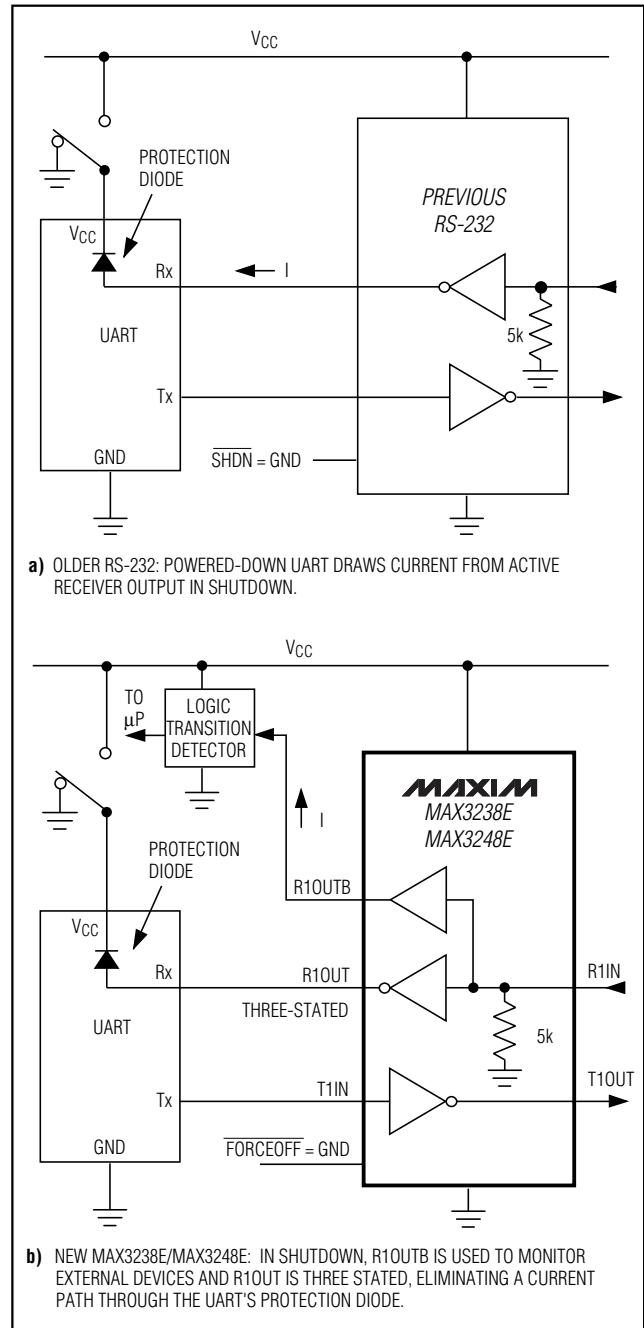 VCC
PROTECTION
DIODE
PREVIOUS
RS-232
VCC
Rx
I
UART
5k
Tx
GND
SHDN = GND
a) OLDER RS-232: POWERED-DOWN UART DRAWS CURRENT FROM ACTIVE
RECEIVER OUTPUT IN SHUTDOWN.
VCC
TO
μP
LOGIC
TRANSITION
DETECTOR
MAXIM
MAX3238E
MAX3248E
I
PROTECTION
DIODE
R1OUTB
VCC
Rx
R1OUT
R1IN
THREE-STATED
UART
5k
Tx
T1IN
T1OUT
GND
FORCEOFF = GND
b) NEW MAX3238E/MAX3248E: IN SHUTDOWN, R1OUTB IS USED TO MONITOR
EXTERNAL DEVICES AND R1OUT IS THREE STATED, ELIMINATING A CURRENT
PATH THROUGH THE UART'S PROTECTION DIODE.